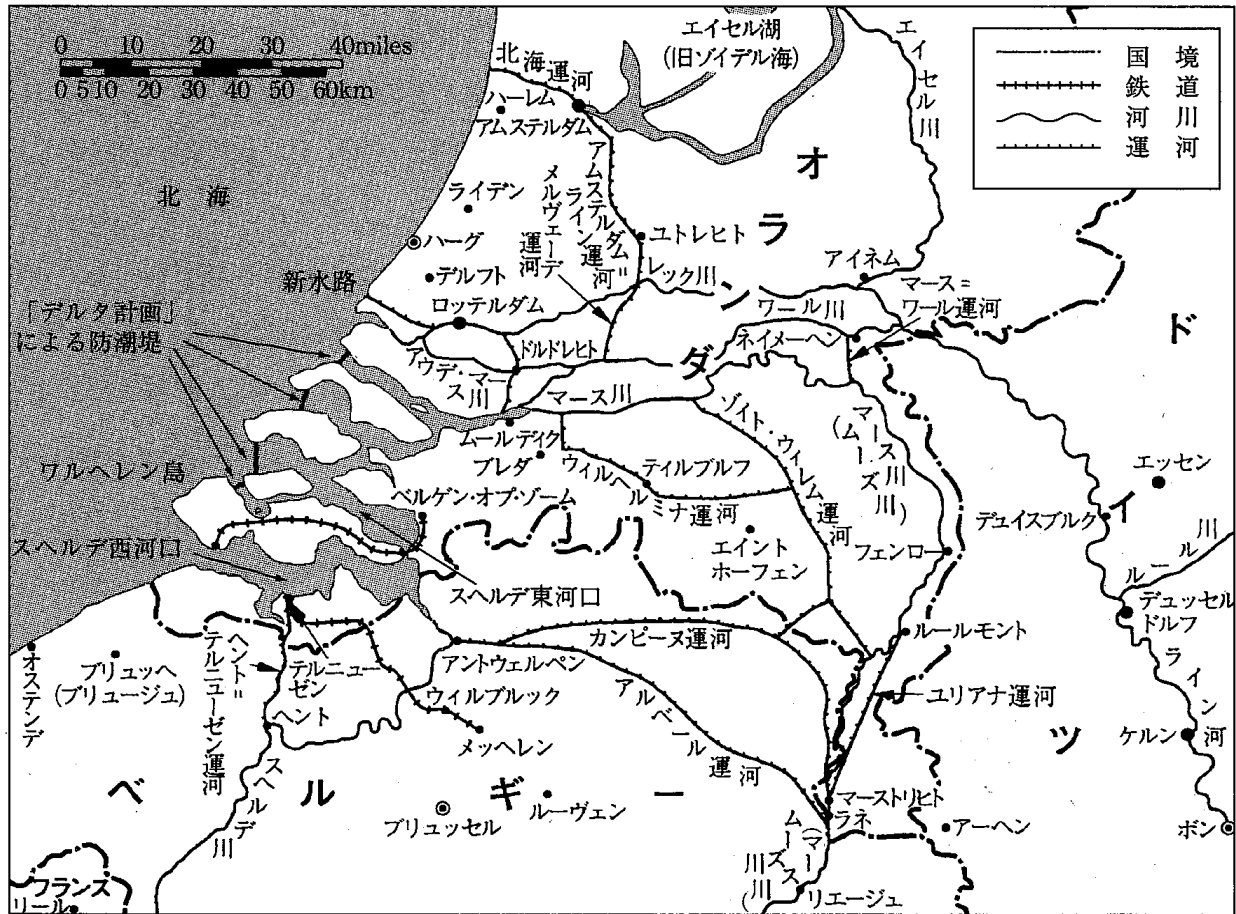 0 10 20 30 40miles
0 5 10 20 30 40 50 60km
国境
鉄道
河川
運河
エイセル湖
(旧ゾイデル海)
エイセル川
北海運河
ハーレム
アムステルダム
北海
オランダ
ライデン
アムステルダム=ライン運河
メルヴェーデ運河
ユトレヒト
ハーグ
デルフト
レック川
アイネム
新水路
ロッテルダム
ワール川
マース=
ワール運河
ドイツ
「デルタ計画」
による防潮堤
ドルドレヒト
ネイメーヘン
アウデ・マース川
マース川
ゾイト・ウィレム運河
マース川
(ムーズ川)
ムールディク
ブレダ
ワルヘレン島
ウィルヘルミナ運河
ティルブルフ
エッセン
ベルゲン・オプ・ゾーム
デュイスブルク
エイント
ホーフェン
フェンロー
ルール川
スヘルデ西河口
スヘルデ東河口
デュッセル
ドルフ
カンピーヌ運河
ルールモント
オステンデ
ブリュッヘ
(ブリュージュ)
ヘント=
テルニューゼン運河
テルニュー
ゼン
アントウェルペン
アルベール運河
ユリアナ運河
ライン河
ウィルブルック
ヘント
メッヘレン
ケルン
スヘルデ川
ベルギー
マーストリヒト
ラネ
ルーヴェン
ブリュッセル
アーヘン
ボン
ムーズ川
(マース川)
フランス
リール
リエージュ